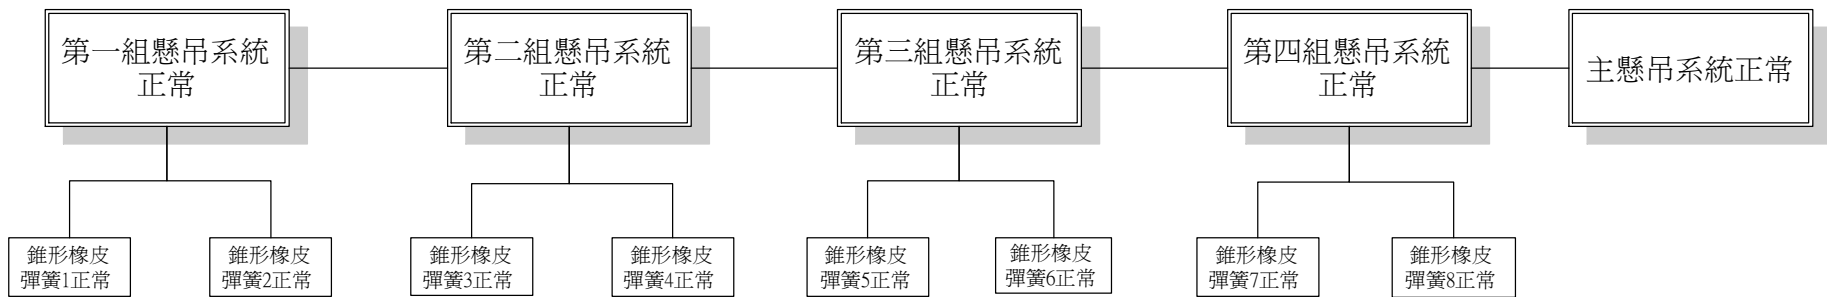 第一組懸吊系統
正常
第二組懸吊系統
正常
第三組懸吊系統
正常
第四組懸吊系統
正常
主懸吊系統正常
錐形橡皮
彈簧1正常
錐形橡皮
彈簧2正常
錐形橡皮
彈簧3正常
錐形橡皮
彈簧4正常
錐形橡皮
彈簧5正常
錐形橡皮
彈簧6正常
錐形橡皮
彈簧7正常
錐形橡皮
彈簧8正常